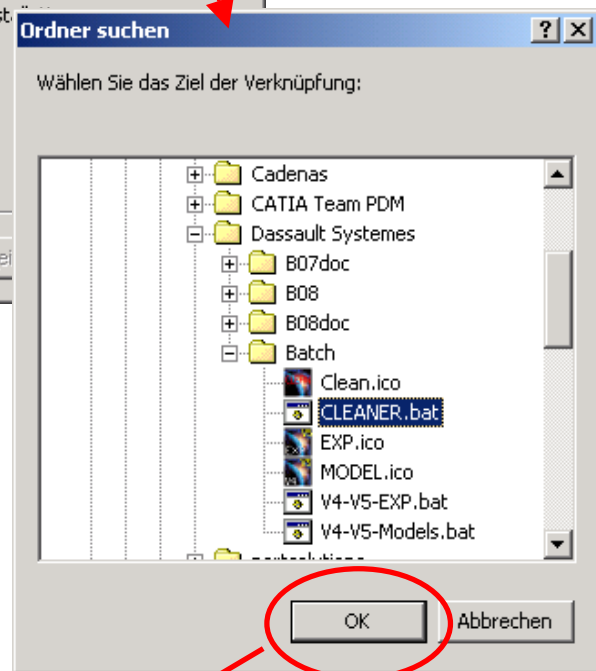 Ordner suchen
Wählen Sie das Ziel der Verknüpfung:
Cadenas
CATIA Team PDM
Dassault Systemes
B07doc
B08
B08doc
Batch
Clean.ico
CLEANER.bat
EXP.ico
MODEL.ico
V4-V5-EXP.bat
V4-V5-Models.bat
OK
Abbrechen